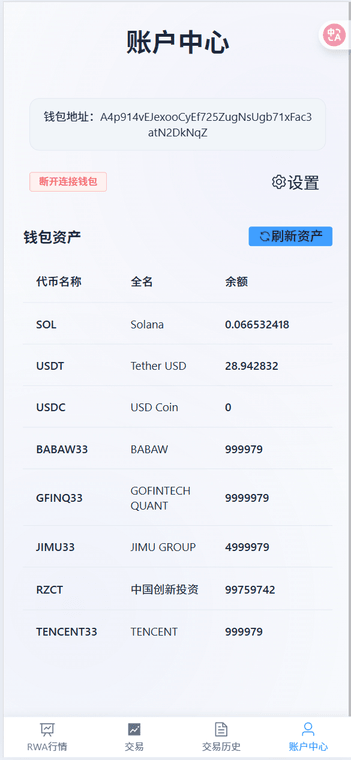 账户中心
钱包地址：A4p914vEJexooCyEf725ZugNsUgb71xFac3
atN2DkNqZ
断开连接钱包
设置
钱包资产
刷新资产
代币名称 全名 余额
SOL Solana 0.066532418
USDT Tether USD 28.942832
USDC USD Coin 0
BABAW33 BABAW 999979
GFINQ33 GOFINTECH QUANT 9999979
JIMU33 JIMU GROUP 4999979
RZCT 中国创新投资 99759742
TENCENT33 TENCENT 999979
RWA行情 交易 交易历史 账户中心